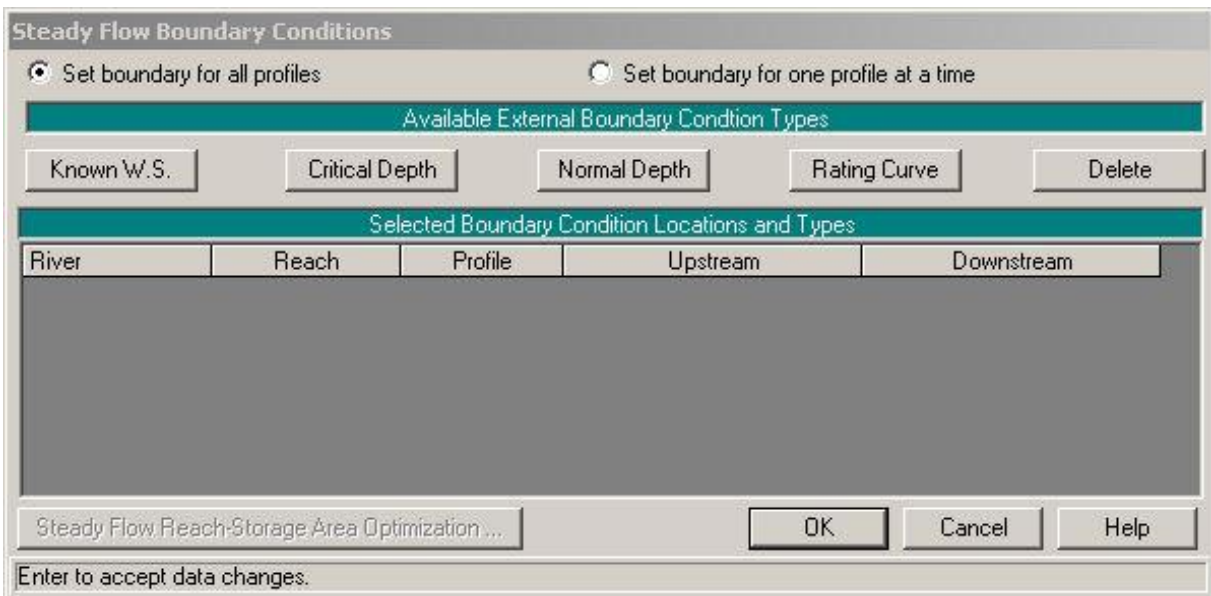 Steady Flow Boundary Conditions
Set boundary for all profiles Set boundary for one profile at a time
Available External Boundary Condtion Types
Known W.S. Critical Depth Normal Depth Rating Curve Delete
Selected Boundary Condition Locations and Types
River Reach Profile Upstream Downstream
Steady Flow Reach-Storage Area Optimization ... OK Cancel Help
Enter to accept data changes.